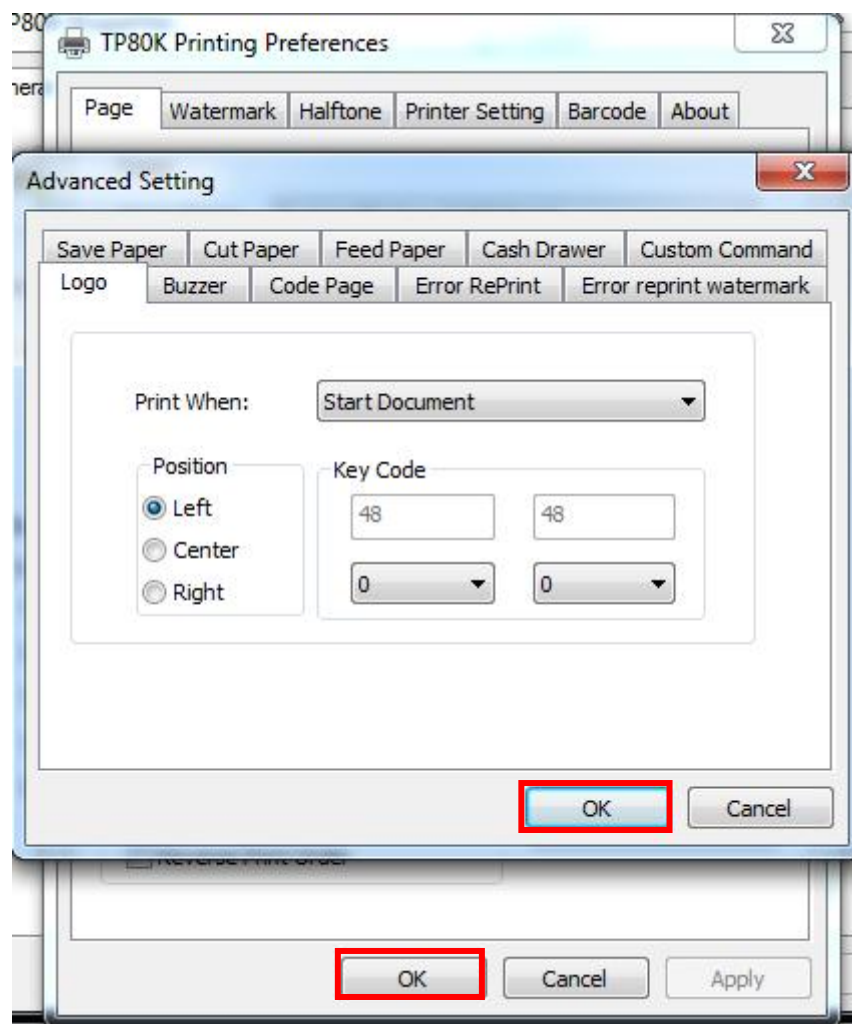 TP80K Printing Preferences
Page Watermark Halftone Printer Setting Barcode About
Advanced Setting
Save Paper Cut Paper Feed Paper Cash Drawer Custom Command
Logo Buzzer Code Page Error RePrint Error reprint watermark
Print When: Start Document
Position Key Code
Left 48 48
Center
Right 0 0
OK Cancel
Reverse Print Order
OK Cancel Apply